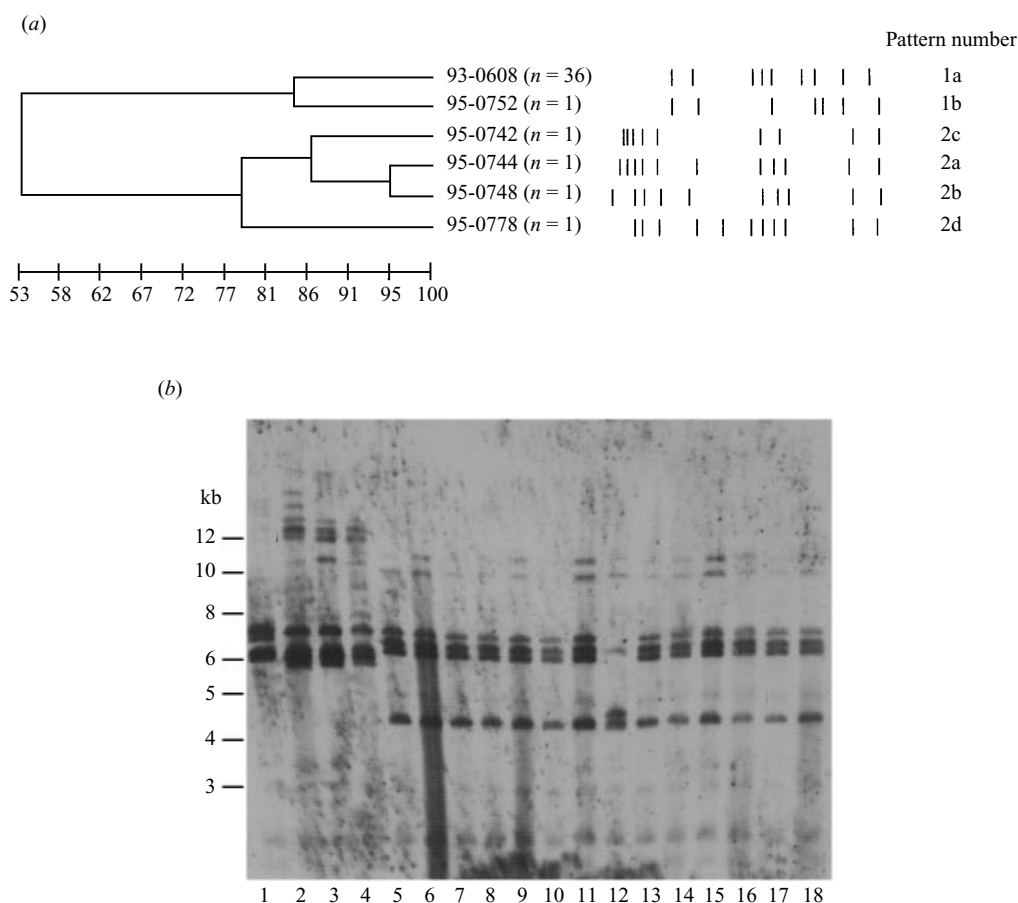 (a)
Pattern number
93-0608 (n = 36) 1a
95-0752 (n = 1) 1b
95-0742 (n = 1) 2c
95-0744 (n = 1) 2a
95-0748 (n = 1) 2b
95-0778 (n = 1) 2d
53 58 62 67 72 77 81 86 91 95 100
(b)
kb
12
10
8
6
5
4
3
1 2 3 4 5 6 7 8 9 10 11 12 13 14 15 16 17 18